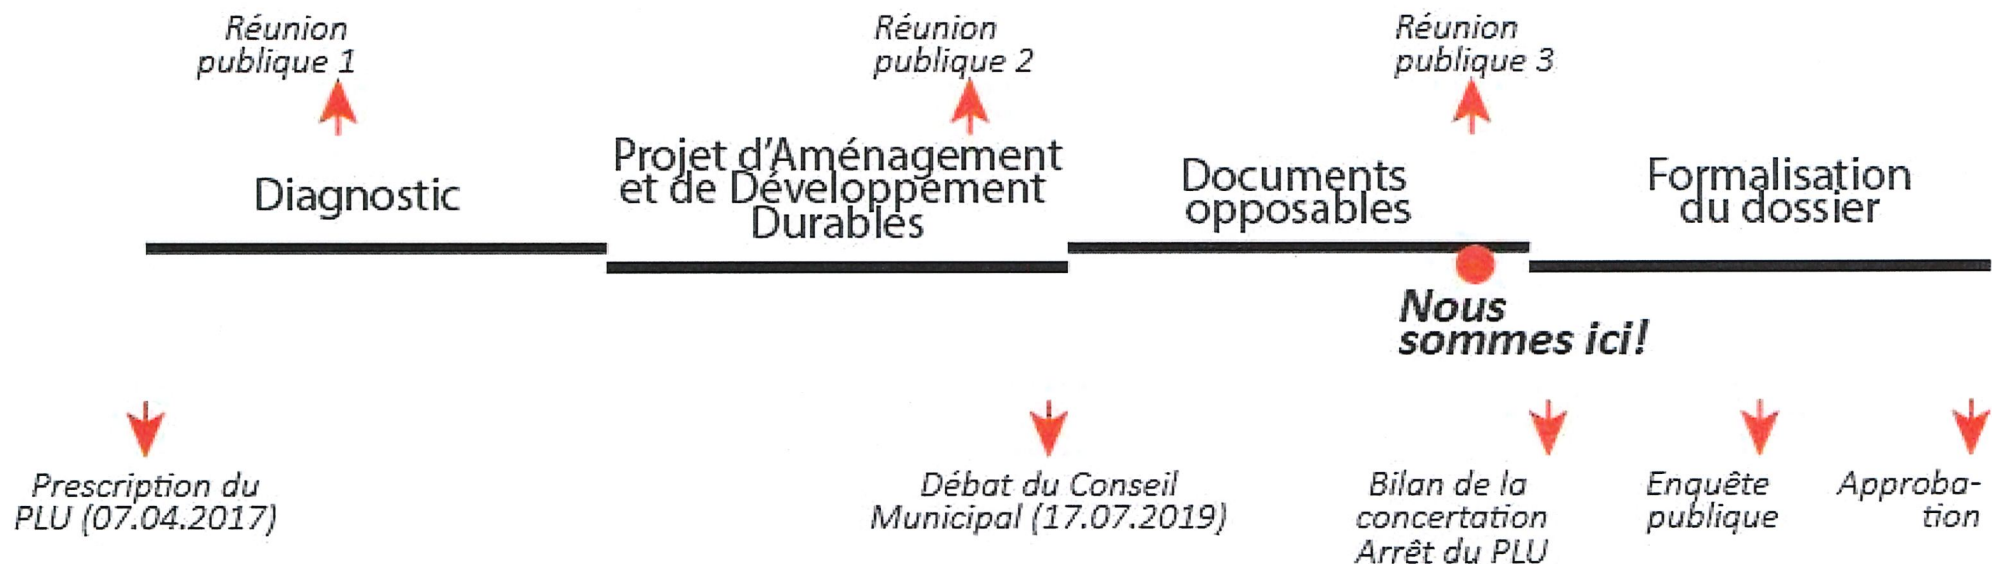 Réunion
publique 1
Réunion
publique 2
Réunion
publique 3
Diagnostic
Projet d'Aménagement
et de Développement
Durables
Documents
opposables
Formalisation
du dossier
Nous
sommes ici!
Prescription du
PLU (07.04.2017)
Débat du Conseil
Municipal (17.07.2019)
Bilan de la
concertation
Arrêt du PLU
Enquête
publique
Approba-
tion